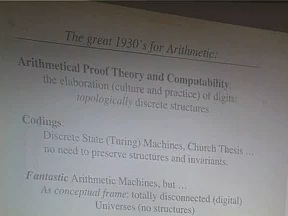 The great 1930's for Arithmetic:
Arithmetical Proof Theory and Computability
the elaboration (culture and practice) of digital
topologically discrete structures
Codings:
Discrete State (Turing) Machines, Church Thesis ...
no need to preserve structures and invariants.
Fantastic Arithmetic Machines, but ...
As conceptual frame: totally disconnected (digital)
Universes (no structures)